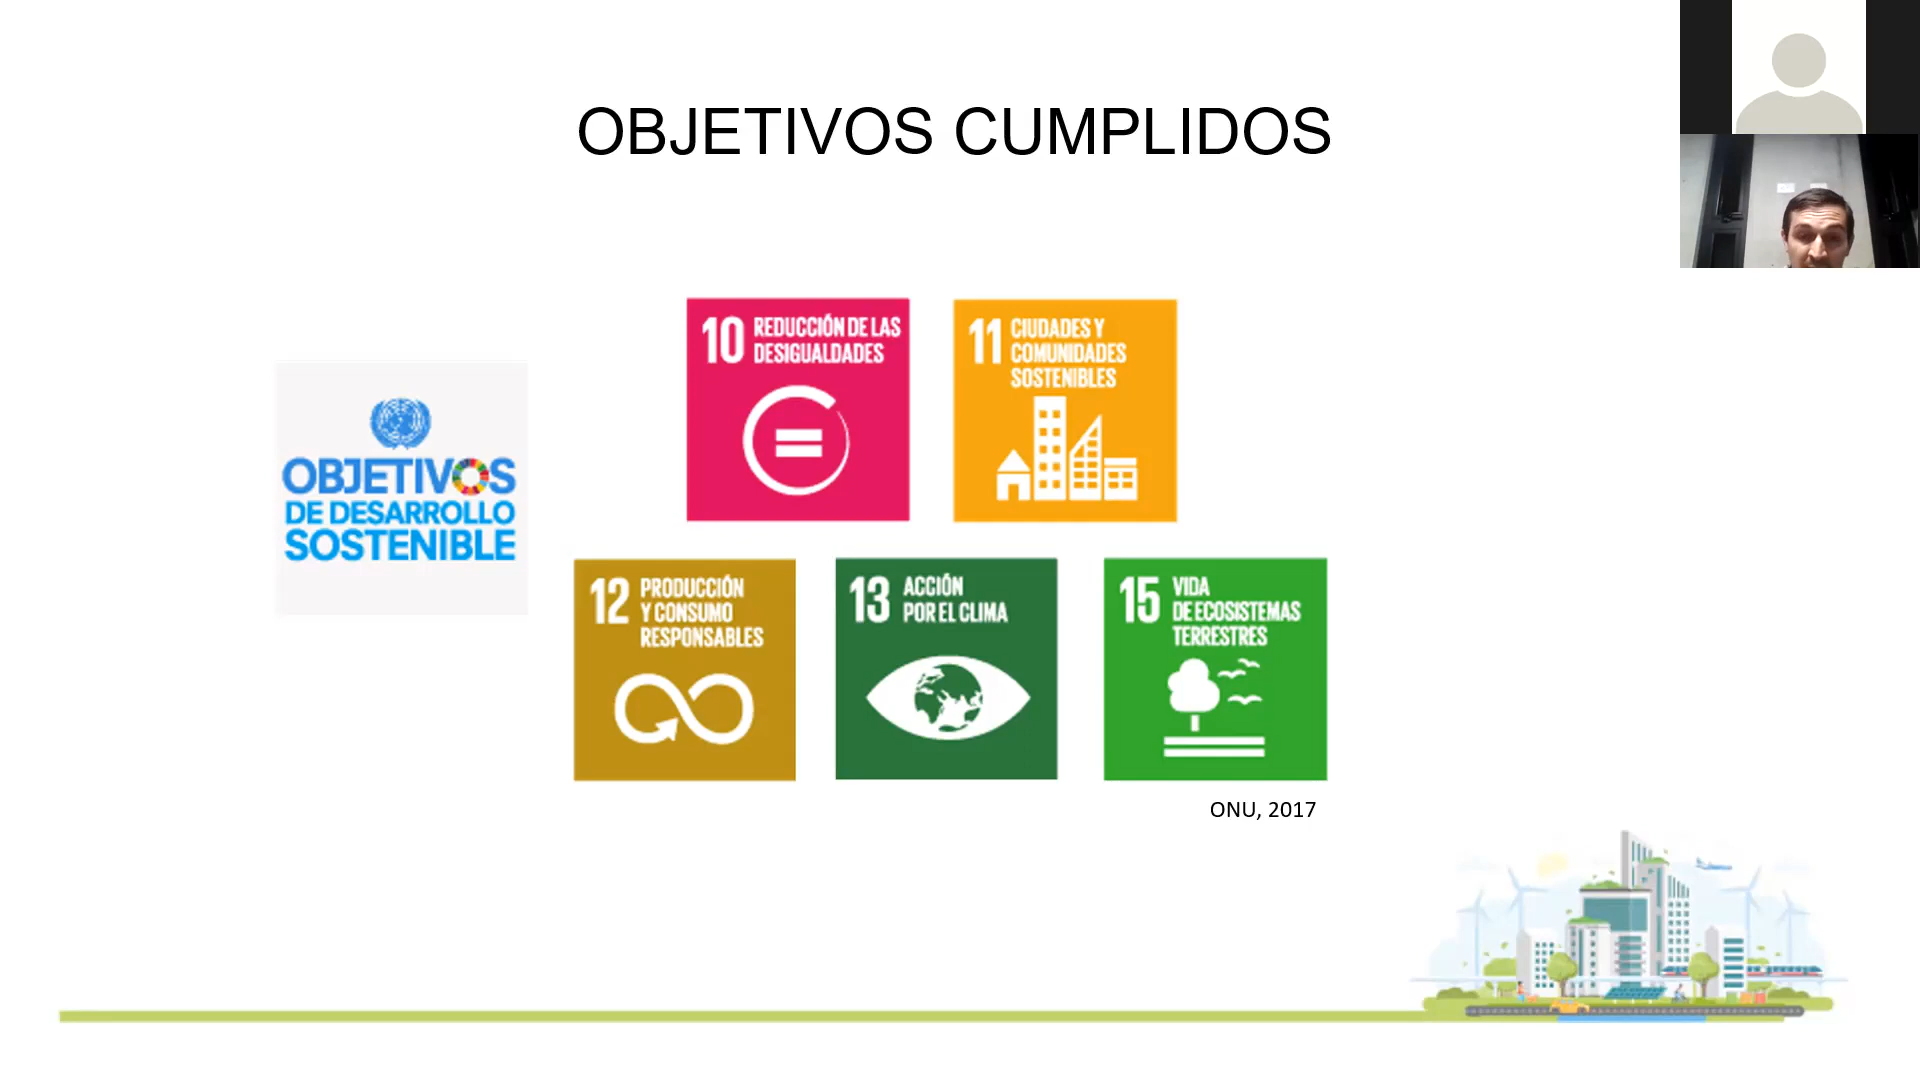 OBJETIVOS CUMPLIDOS
OBJETIVOS
DE DESARROLLO
SOSTENIBLE
10 REDUCCIÓN DE LAS
DESIGUALDADES
11 CIUDADES Y
COMUNIDADES
SOSTENIBLES
12 PRODUCCIÓN
Y CONSUMO
RESPONSABLES
13 ACCIÓN
POR EL CLIMA
15 VIDA
DE ECOSISTEMAS
TERRESTRES
ONU, 2017